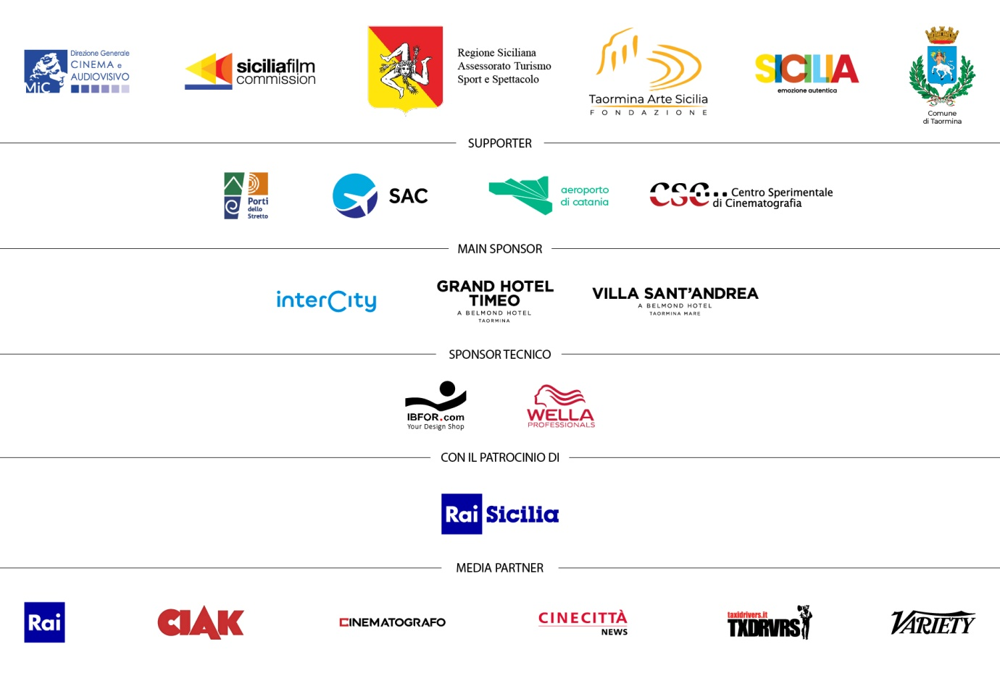 MiC
Direzione Generale
CINEMA e
AUDIOVISIVO
siciliafilm
commission
Regione Siciliana
Assessorato Turismo
Sport e Spettacolo
Taormina Arte Sicilia
FONDAZIONE
SICILIA
emozione autentica
Comune
di Taormina
SUPPORTER
Porti
dello
Stretto
SAC
aeroporto
di catania
csc... Centro Sperimentale
di Cinematografia
MAIN SPONSOR
interCity
GRAND HOTEL
TIMEO
A BELMOND HOTEL
TAORMINA
VILLA SANT'ANDREA
A BELMOND HOTEL
TAORMINA MARE
SPONSOR TECNICO
IBFOR.com
Your Design Shop
WELLA
PROFESSIONALS
CON IL PATROCINIO DI
Rai Sicilia
MEDIA PARTNER
Rai
CIAK
CINEMATOGRAFO
CINECITTÀ
NEWS
taxidrivers.it
TXDRVRS
VARIETY